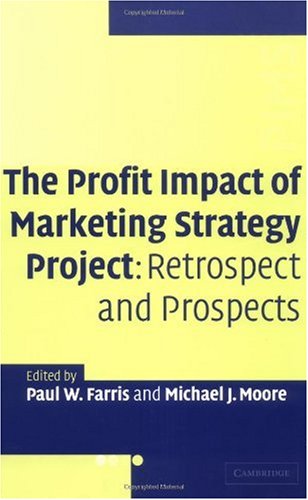 The Profit Impact of
Marketing Strategy
Project: Retrospect
and Prospects
Edited by
Paul W. Farris and Michael J. Moore
CAMBRIDGE